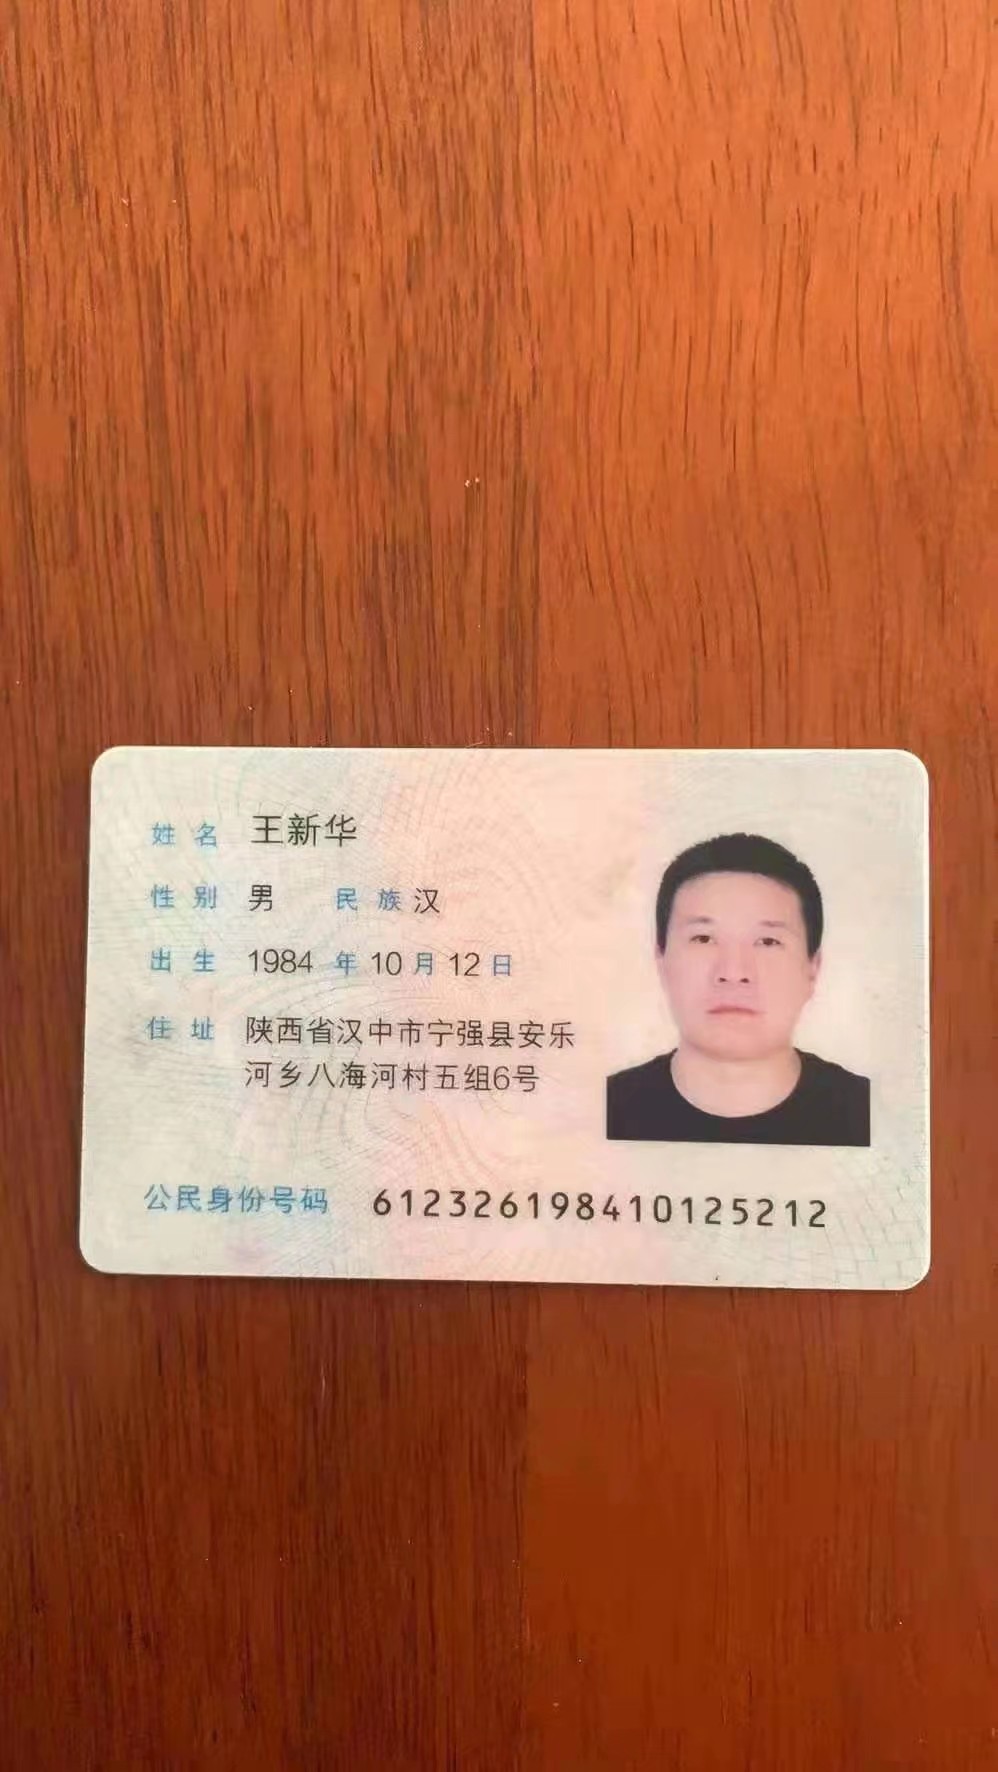 姓名 王新华
性别 男 民族 汉
出生 1984 年 10 月 12 日
住址 陕西省汉中市宁强县安乐
河乡八海河村五组6号
公民身份号码 612326198410125212